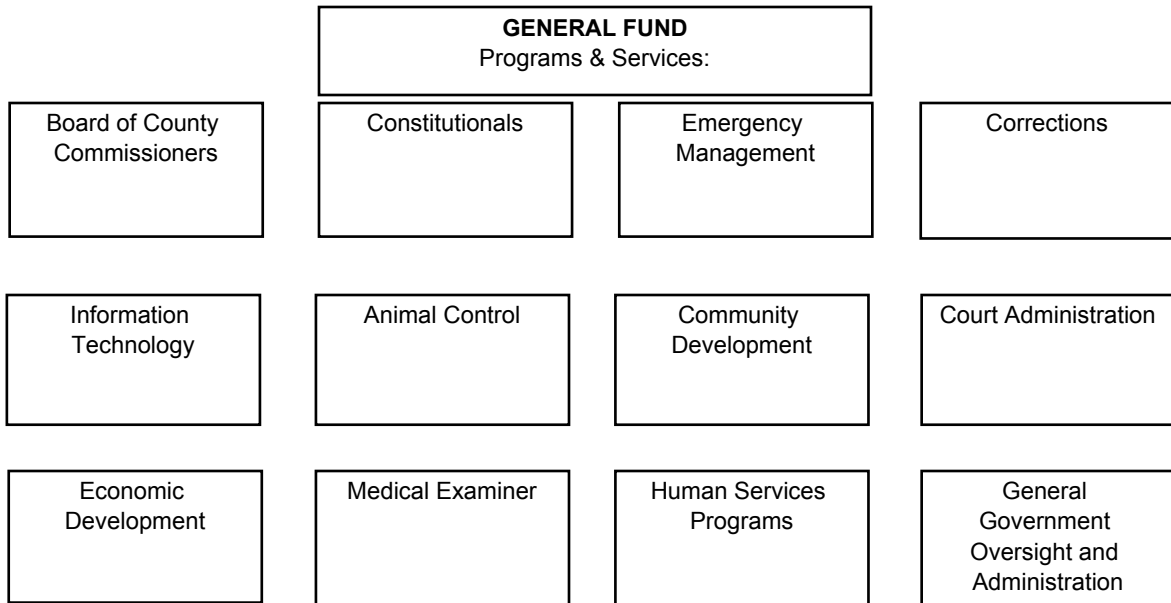 GENERAL FUND
Programs & Services:
Board of County
Commissioners
Constitutionals
Emergency
Management
Corrections
Information
Technology
Animal Control
Community
Development
Court Administration
Economic
Development
Medical Examiner
Human Services
Programs
General
Government
Oversight and
Administration